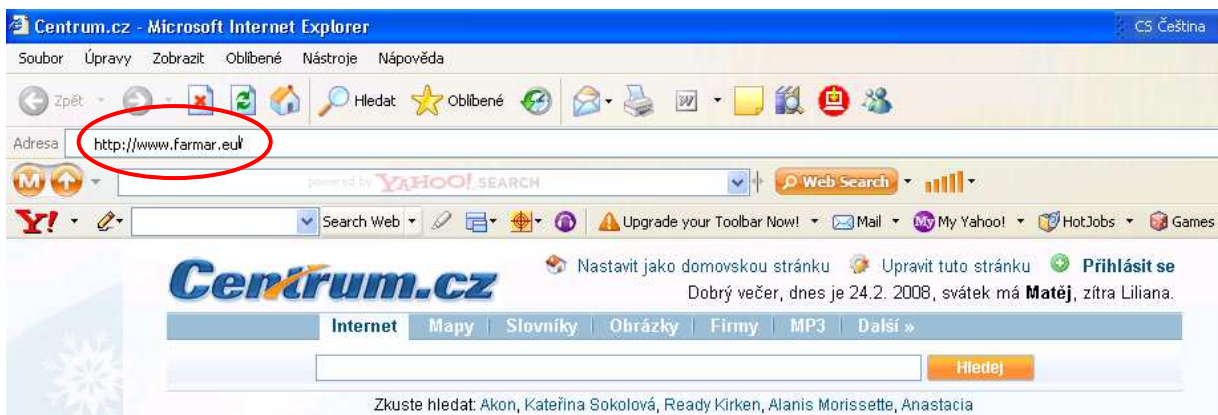 Centrum.cz - Microsoft Internet Explorer CS Čeština
Soubor Úpravy Zobrazit Oblíbené Nástroje Nápověda
Zpět Hledat Oblíbené
Adresa http://www.farmar.eu
powered by YAHOO! SEARCH Web Search
Y! Search Web Upgrade your Toolbar Now! Mail My Yahoo! HotJobs Games
Nastavit jako domovskou stránku Upravit tuto stránku Přihlásit se
Centrum.cz
Dobrý večer, dnes je 24.2. 2008, svátek má Matěj, zítra Liliana.
Internet Mapy Slovníky Obrázky Firmy MP3 Další »
Hledej
Zkuste hledat: Akon, Kateřina Sokolová, Ready Kirken, Alanis Morissette, Anastacia